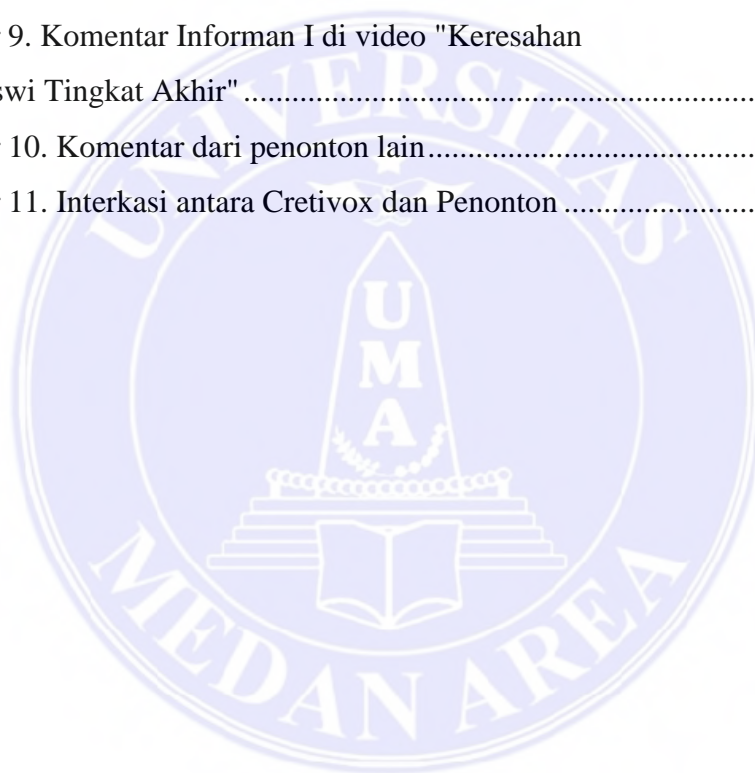 9. Komentar Informan I di video "Keresahan
swi Tingkat Akhir"..............................................................
10. Komentar dari penonton lain.........................................
11. Interkasi antara Cretivox dan Penonton........................
UNIVERSITAS
UMA
MEDAN AREA